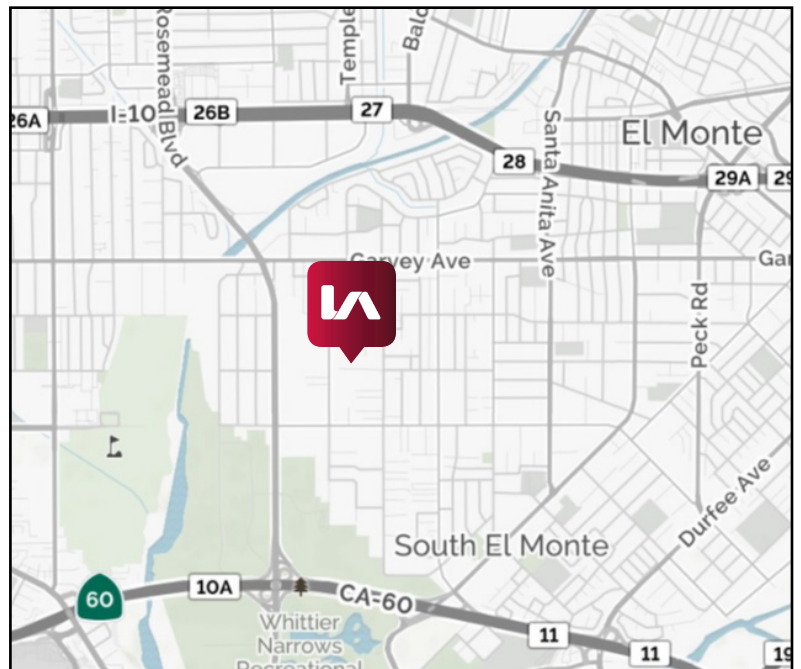 Rosemead Blvd
Temple
Bald
26A
I-10
26B
27
28
Santa Anita Ave
El Monte
29A
29
Garvey Ave
Gar
LA
Peck Rd
Durfee Ave
South El Monte
60
10A
CA-60
Whittier
Narrows
Recreational
11
11
19